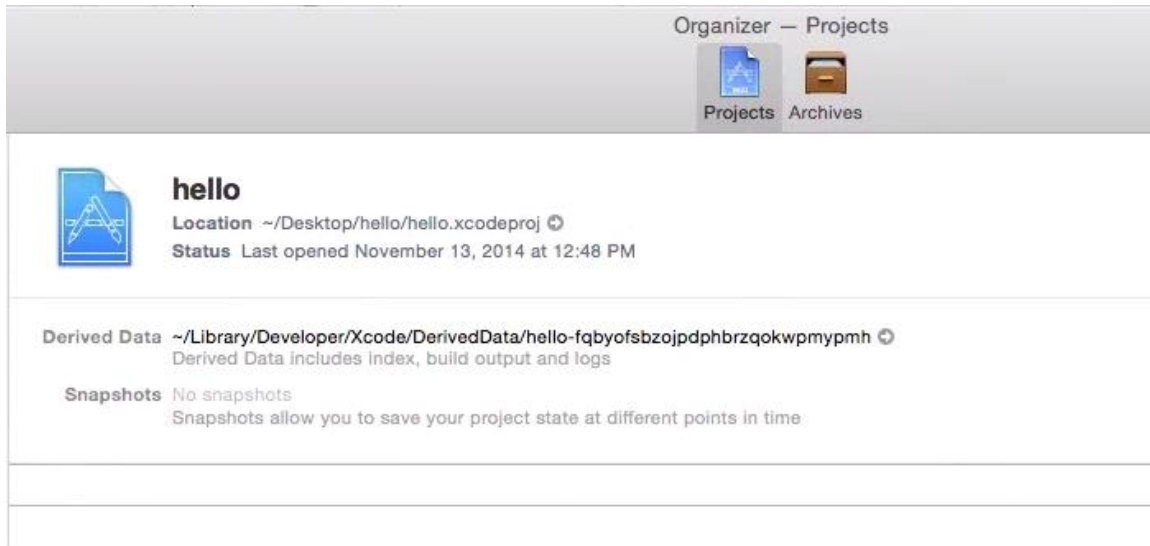 Organizer — Projects
Projects Archives
hello
Location ~/Desktop/hello/hello.xcodeproj
Status Last opened November 13, 2014 at 12:48 PM
Derived Data ~/Library/Developer/Xcode/DerivedData/hello-fqbyofsbzojpdphbrzqokwpmypmh
Derived Data includes index, build output and logs
Snapshots No snapshots
Snapshots allow you to save your project state at different points in time